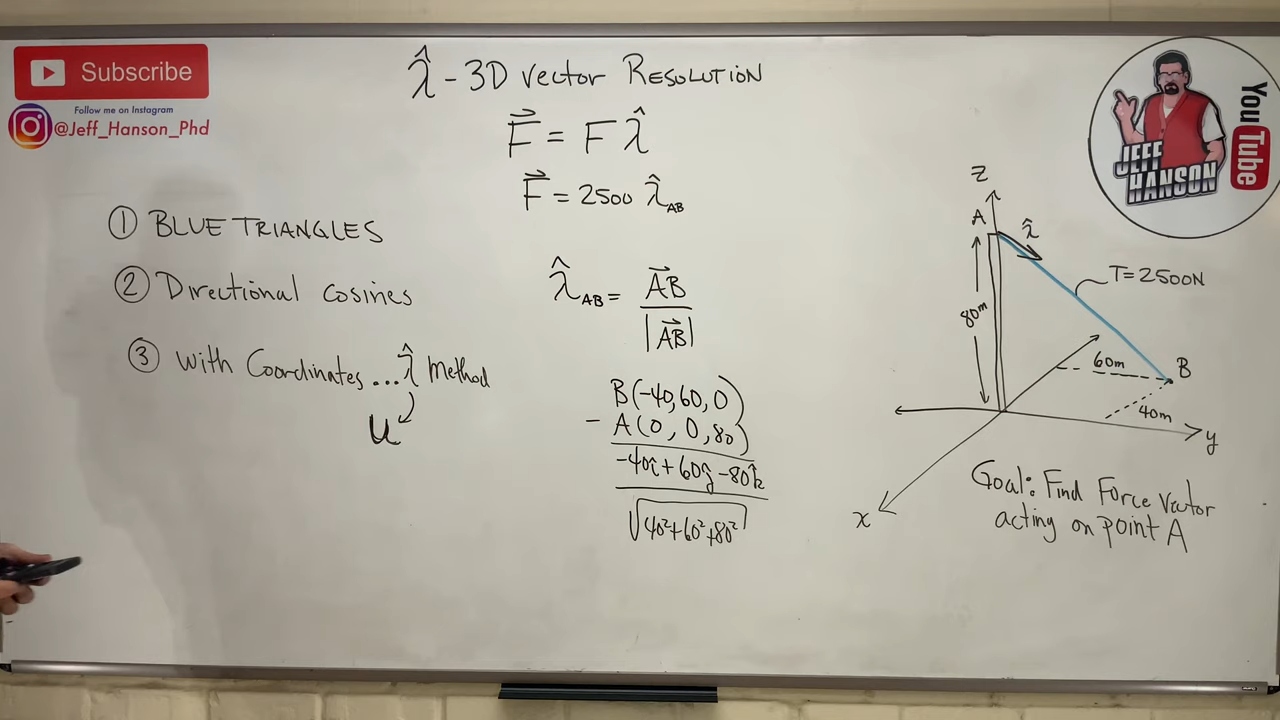 Subscribe
Follow me on Instagram
@Jeff_Hanson_Phd
λ̂ - 3D Vector RESOLUTION
F⃗ = F λ̂
F⃗ = 2500 λ̂AB
① BLUE TRIANGLES
② Directional cosines
③ with Coordinates ... λ̂ Method
u
λ̂AB = AB⃗ / |AB⃗|
B(-40,60,0)
- A(0, 0, 80)
-40î+60ĵ-80k̂
√40²+60²+80²
YouTube
JEFF
HANSON
z
A
λ̂
T=2500N
80m
60m
B
40m
y
x
Goal: Find Force Vector
acting on point A